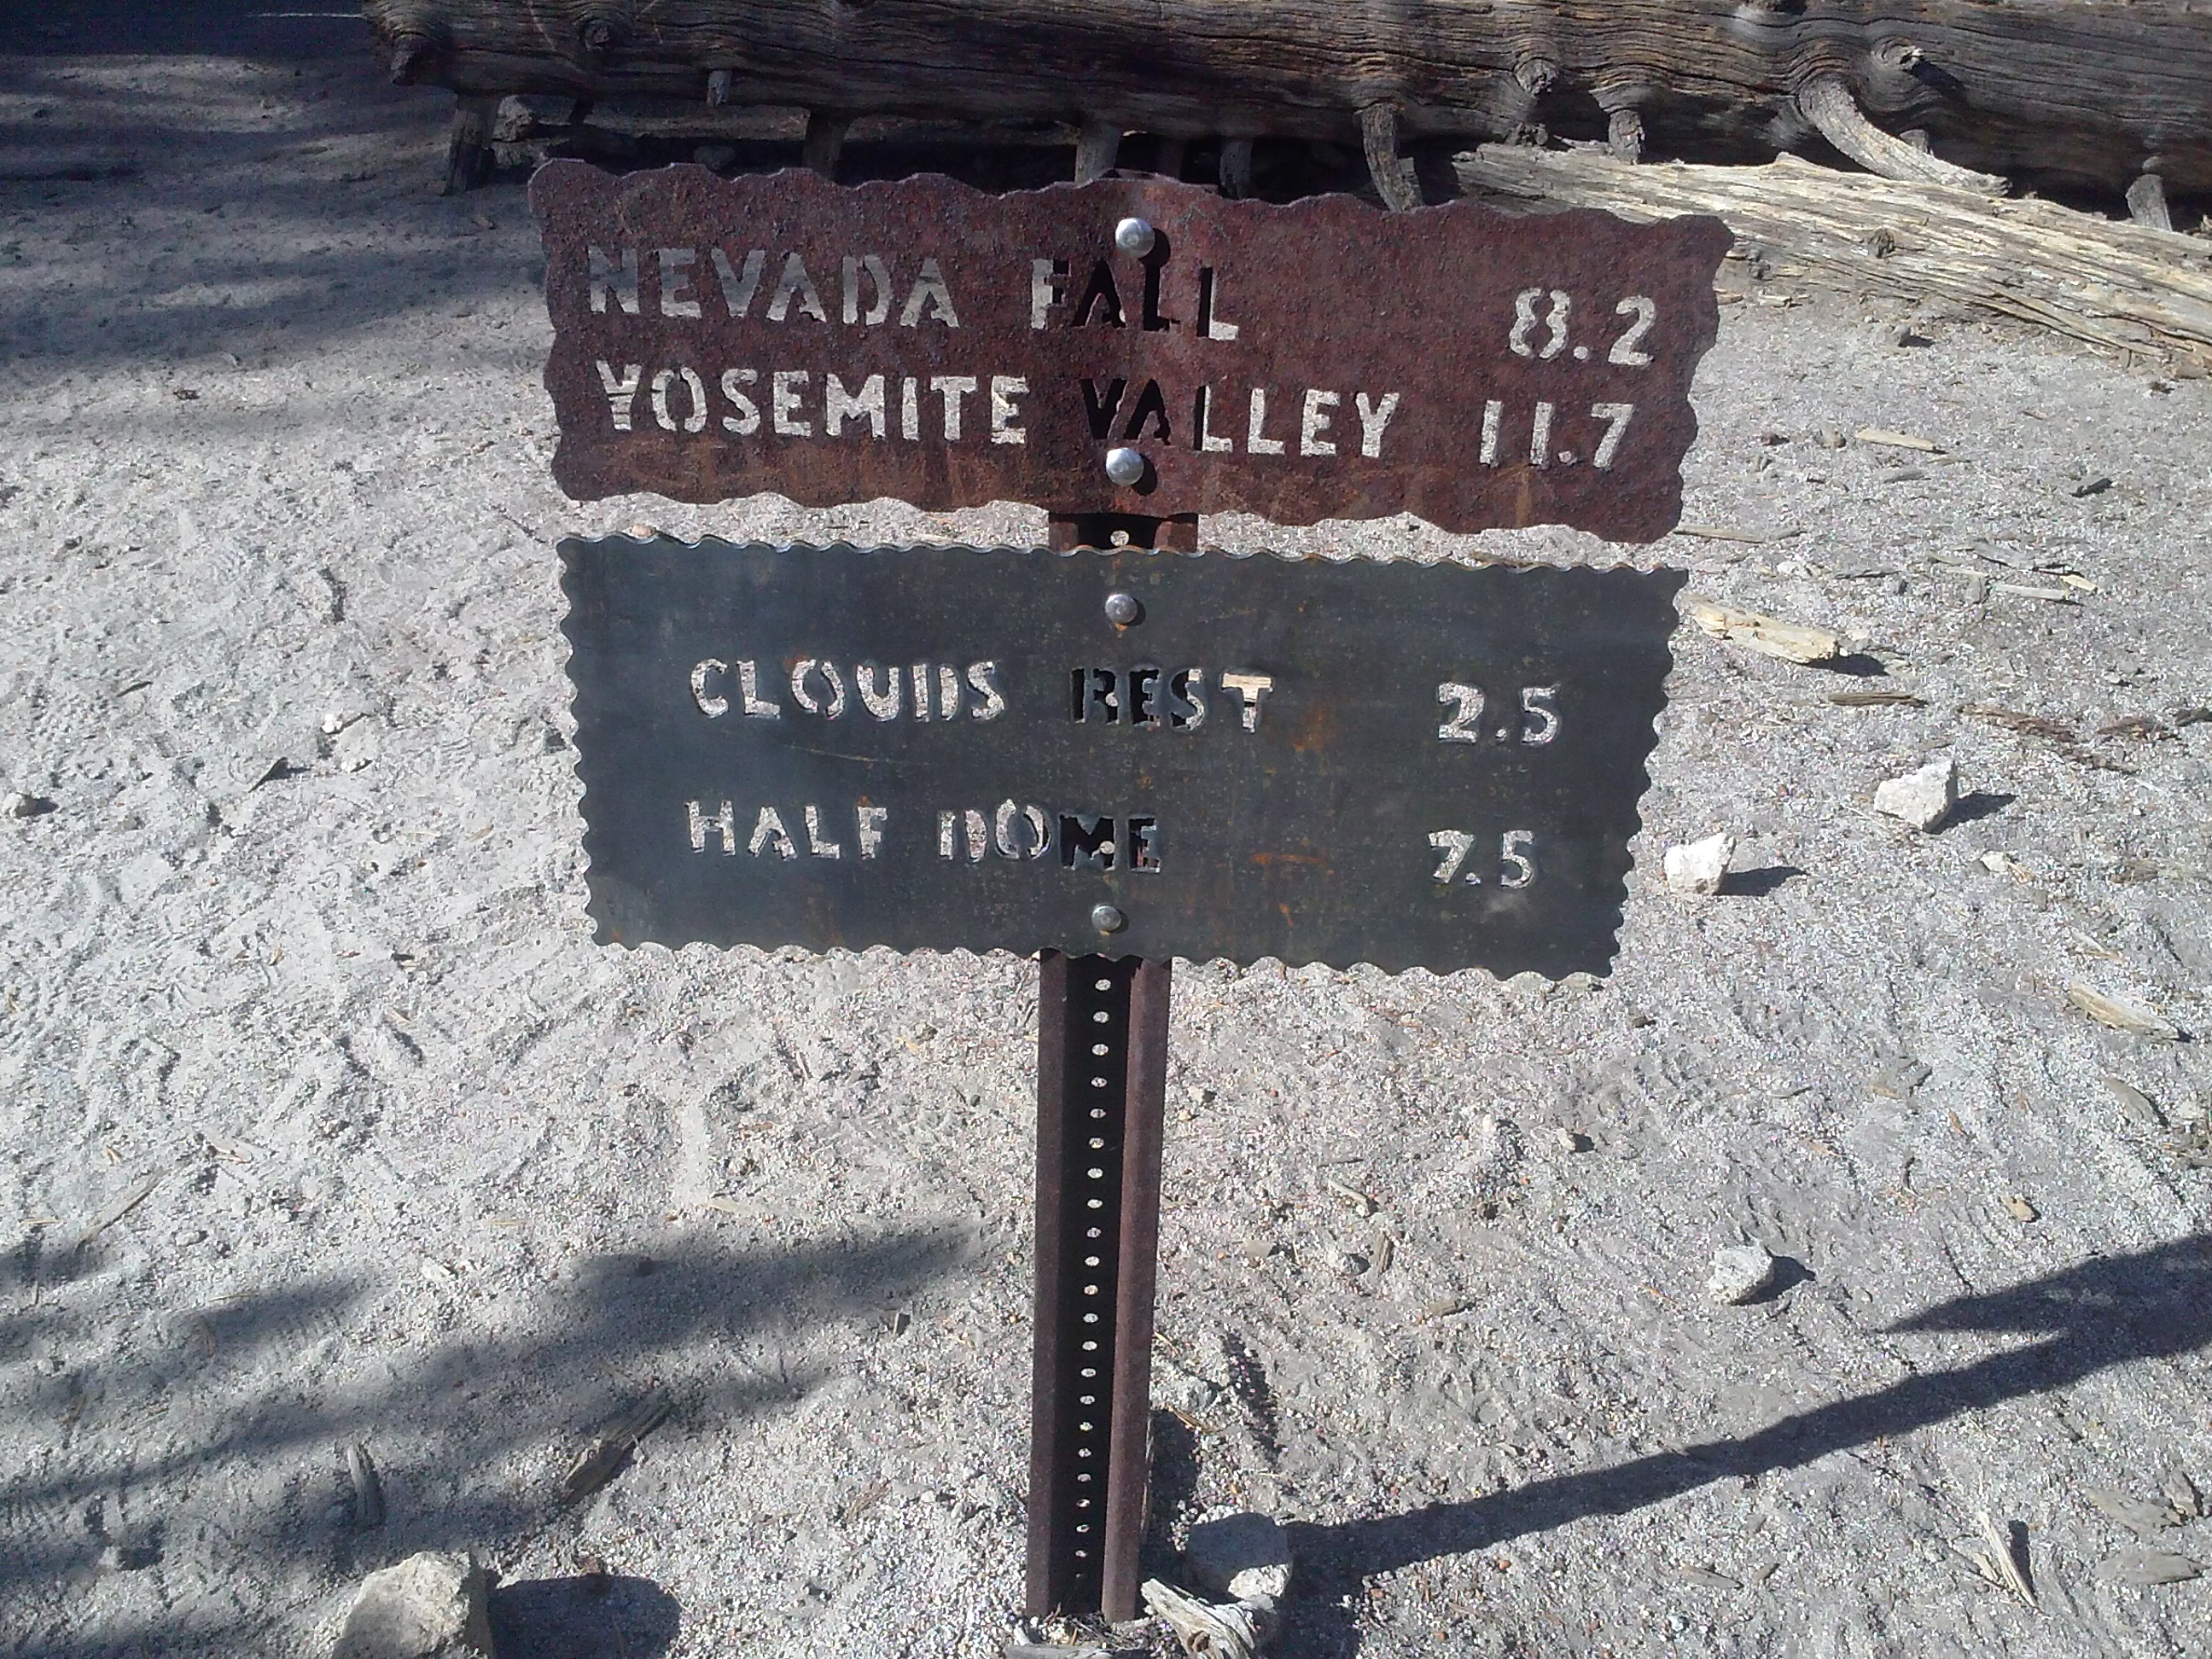 NEVADA FALL 8.2
YOSEMITE VALLEY 11.7
CLOUDS REST 2.5
HALF DOME 7.5